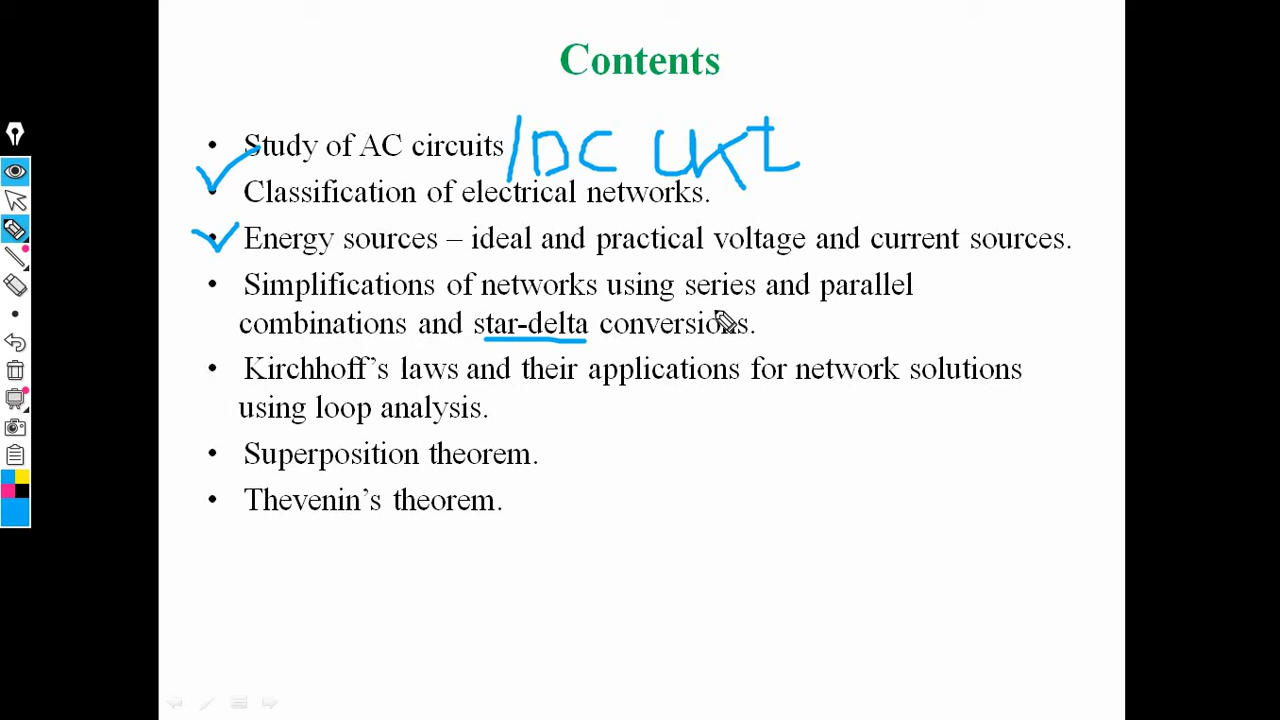 Contents
• Study of AC circuits /DC CKT
• Classification of electrical networks.
• Energy sources – ideal and practical voltage and current sources.
• Simplifications of networks using series and parallel
combinations and star-delta conversions.
• Kirchhoff’s laws and their applications for network solutions
using loop analysis.
• Superposition theorem.
• Thevenin’s theorem.